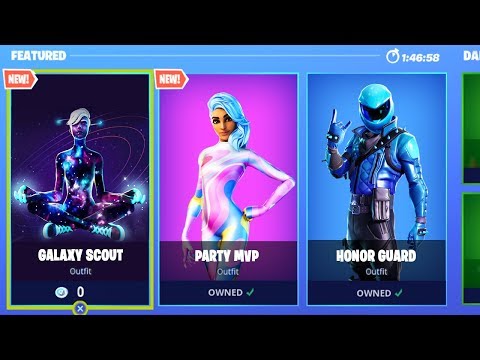 FEATURED
1:46:58
DA
NEW!
NEW!
GALAXY SCOUT
Outfit
0
PARTY MVP
Outfit
OWNED
HONOR GUARD
Outfit
OWNED